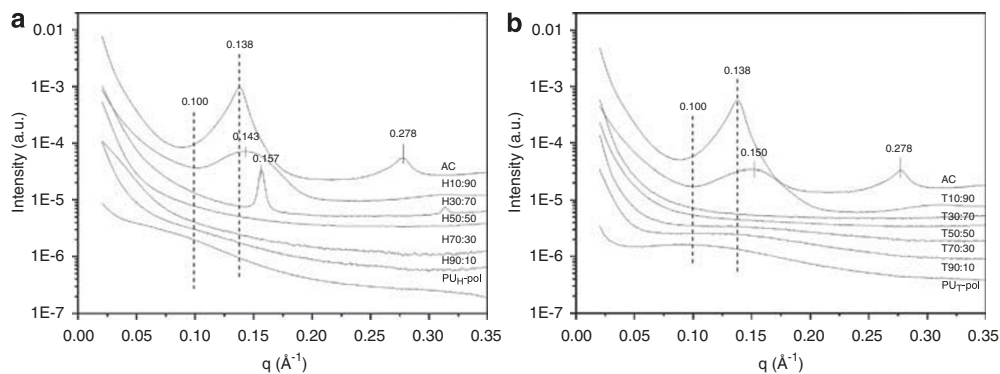 a
0.01
1E-3
1E-4
1E-5
1E-6
1E-7
Intensity (a.u.)
0.138
0.100
0.143
0.157
0.278
AC
H10:90
H30:70
H50:50
H70:30
H90:10
PUH-pol
0.00 0.05 0.10 0.15 0.20 0.25 0.30 0.35
q (Å-1)
b
0.01
1E-3
1E-4
1E-5
1E-6
1E-7
Intensity (a.u.)
0.138
0.100
0.150
0.278
AC
T10:90
T30:70
T50:50
T70:30
T90:10
PUT-pol
0.00 0.05 0.10 0.15 0.20 0.25 0.30 0.35
q (Å-1)